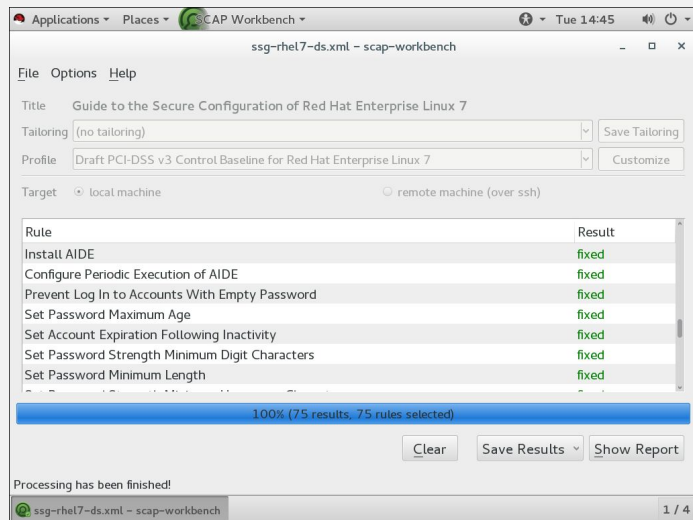 Applications Places SCAP Workbench Tue 14:45
ssg-rhel7-ds.xml – scap-workbench
File Options Help
Title Guide to the Secure Configuration of Red Hat Enterprise Linux 7
Tailoring (no tailoring) Save Tailoring
Profile Draft PCI-DSS v3 Control Baseline for Red Hat Enterprise Linux 7 Customize
Target local machine remote machine (over ssh)
Rule Result
Install AIDE fixed
Configure Periodic Execution of AIDE fixed
Prevent Log In to Accounts With Empty Password fixed
Set Password Maximum Age fixed
Set Account Expiration Following Inactivity fixed
Set Password Strength Minimum Digit Characters fixed
Set Password Minimum Length fixed
100% (75 results, 75 rules selected)
Clear Save Results Show Report
Processing has been finished!
ssg-rhel7-ds.xml – scap-workbench 1 / 4